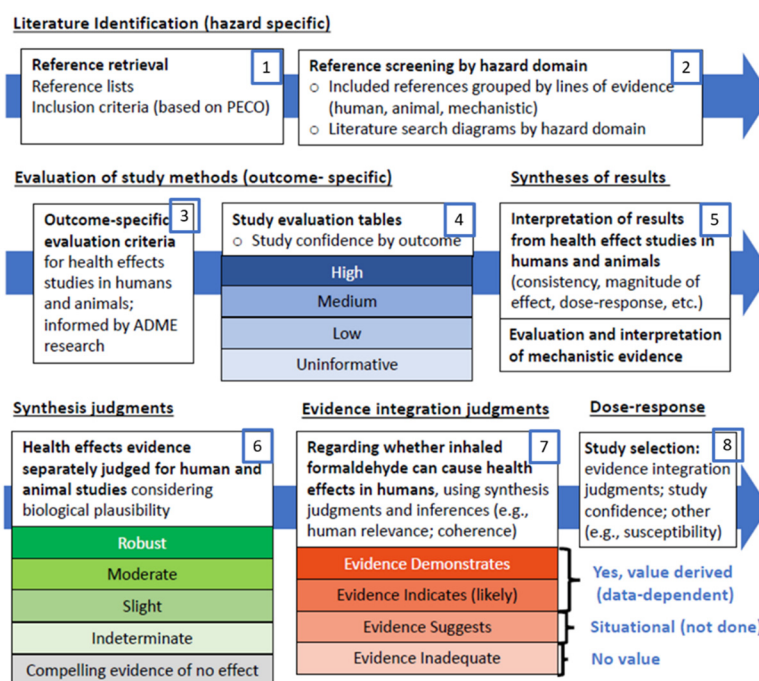 Literature Identification (hazard specific)
Reference retrieval
1
Reference lists
Inclusion criteria (based on PECO)
Reference screening by hazard domain
2
○ Included references grouped by lines of evidence
(human, animal, mechanistic)
○ Literature search diagrams by hazard domain
Evaluation of study methods (outcome- specific)
Outcome-specific
3
evaluation criteria
for health effects
studies in humans
and animals;
informed by ADME
research
Study evaluation tables
4
○ Study confidence by outcome
High
Medium
Low
Uninformative
Syntheses of results
Interpretation of results
5
from health effect studies in
humans and animals
(consistency, magnitude of
effect, dose-response, etc.)
Evaluation and interpretation
of mechanistic evidence
Synthesis judgments
Health effects evidence
6
separately judged for human and
animal studies considering
biological plausibility
Robust
Moderate
Slight
Indeterminate
Compelling evidence of no effect
Evidence integration judgments
Regarding whether inhaled
7
formaldehyde can cause health
effects in humans, using synthesis
judgments and inferences (e.g.,
human relevance; coherence)
Evidence Demonstrates
Evidence Indicates (likely)
Evidence Suggests
Evidence Inadequate
Dose-response
Study selection:
8
evidence integration
judgments; study
confidence; other
(e.g., susceptibility)
Yes, value derived
(data-dependent)
Situational (not done)
No value